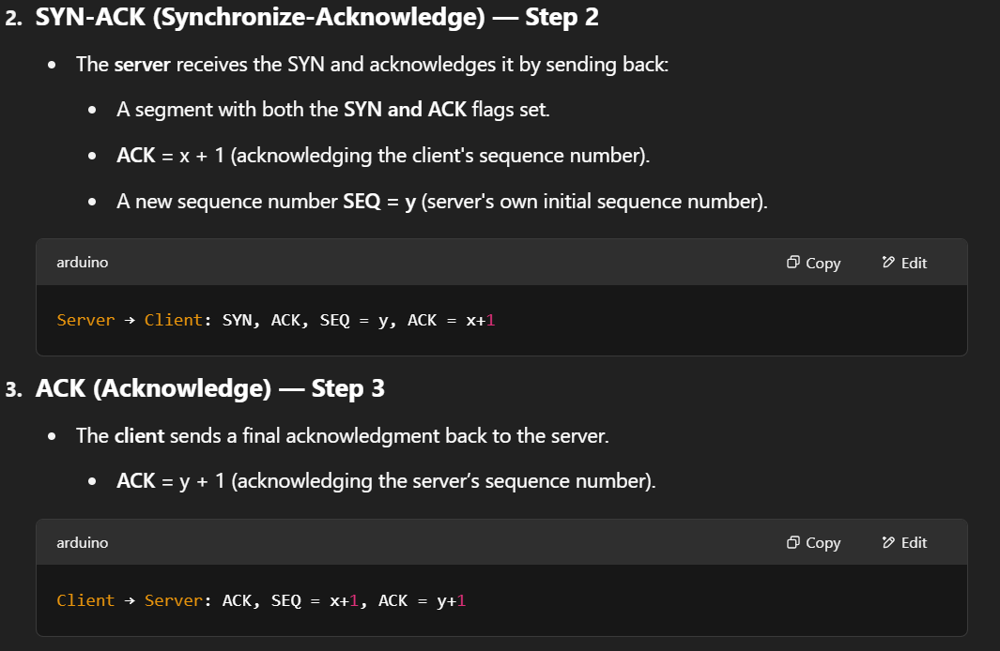 2. SYN-ACK (Synchronize-Acknowledge) — Step 2
• The server receives the SYN and acknowledges it by sending back:
• A segment with both the SYN and ACK flags set.
• ACK = x + 1 (acknowledging the client's sequence number).
• A new sequence number SEQ = y (server's own initial sequence number).
arduino Copy Edit
Server → Client: SYN, ACK, SEQ = y, ACK = x+1
3. ACK (Acknowledge) — Step 3
• The client sends a final acknowledgment back to the server.
• ACK = y + 1 (acknowledging the server’s sequence number).
arduino Copy Edit
Client → Server: ACK, SEQ = x+1, ACK = y+1